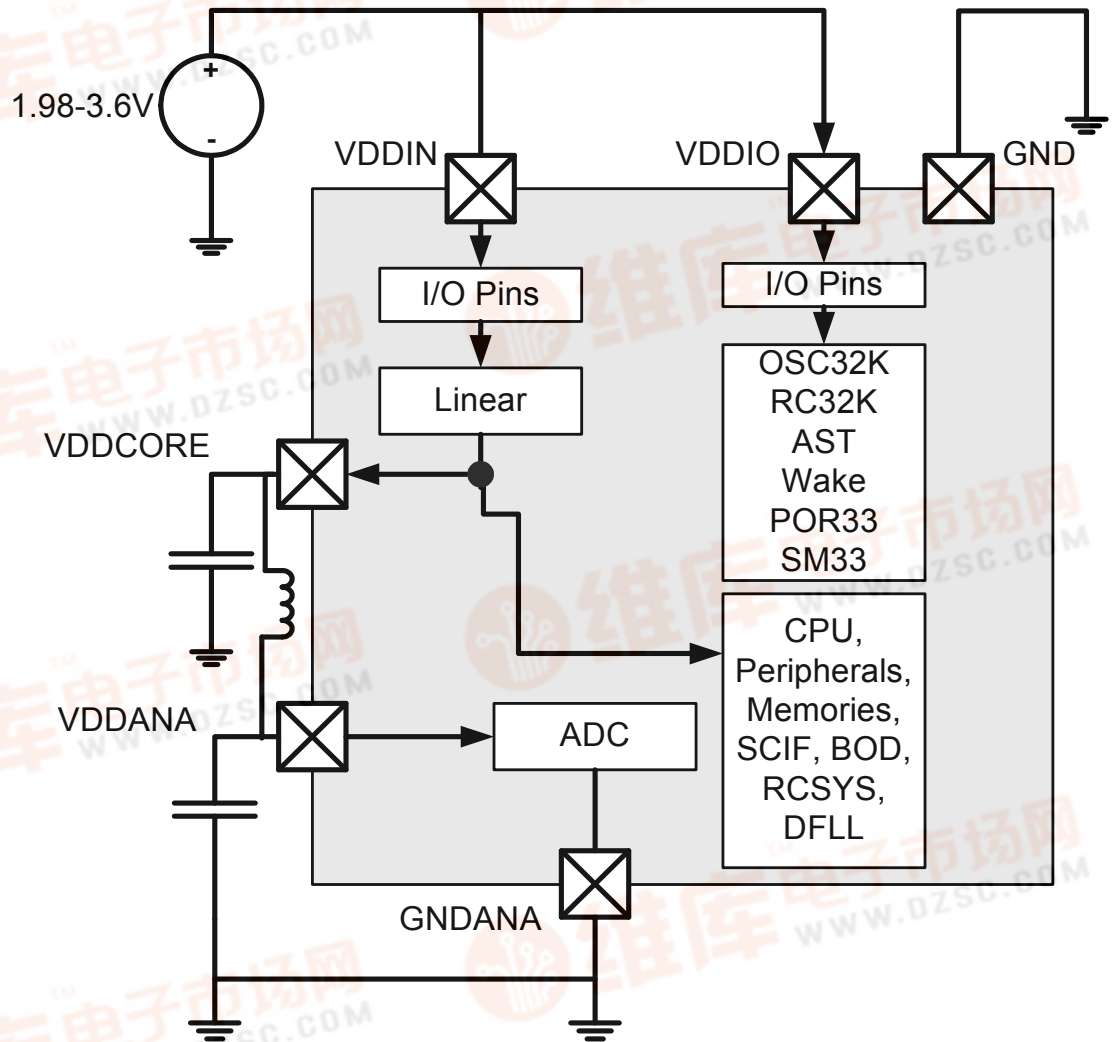 1.98-3.6V
+
-
VDDIN
VDDIO
GND
I/O Pins
I/O Pins
Linear
OSC32K
RC32K
AST
Wake
POR33
SM33
VDDCORE
CPU,
Peripherals,
Memories,
SCIF, BOD,
RCSYS,
DFLL
VDDANA
ADC
GNDANA
维库电子市场网
WWW.DZSC.COM